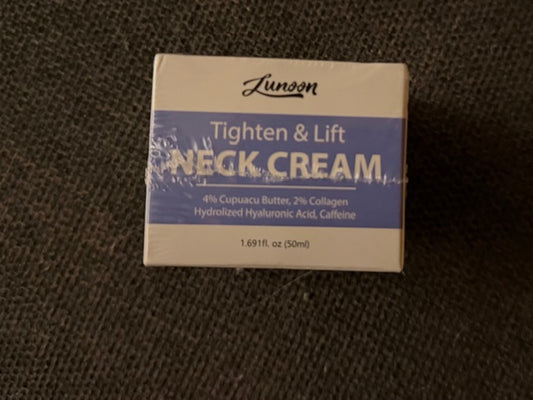 Lunoon
Tighten & Lift
NECK CREAM
4% Cupuacu Butter, 2% Collagen
Hydrolized Hyaluronic Acid, Caffeine
1.691fl. oz (50ml)